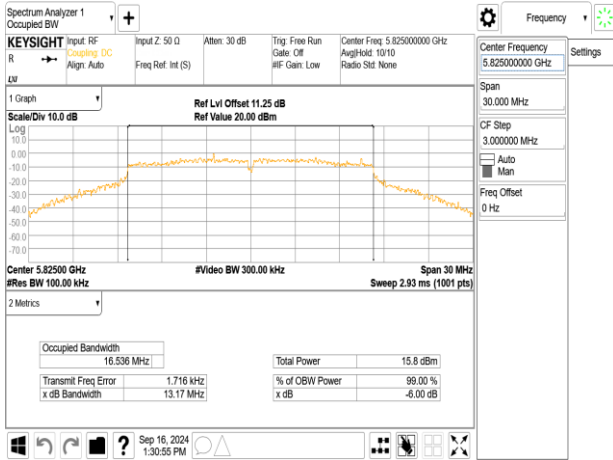 Spectrum Analyzer 1
Occupied BW
KEYSIGHT
R
Input: RF
Coupling: DC
Align: Auto
Input Z: 50 Ω
Freq Ref: Int (S)
Atten: 30 dB
Trig: Free Run
Gate: Off
#IF Gain: Low
Center Freq: 5.825000000 GHz
Avg|Hold: 10/10
Radio Std: None
1 Graph
Scale/Div 10.0 dB
Ref Lvl Offset 11.25 dB
Ref Value 20.00 dBm
Log
10.0
0.00
-10.0
-20.0
-30.0
-40.0
-50.0
-60.0
-70.0
Center 5.82500 GHz
#Res BW 100.00 kHz
#Video BW 300.00 kHz
Span 30 MHz
Sweep 2.93 ms (1001 pts)
2 Metrics
Occupied Bandwidth
16.536 MHz
Transmit Freq Error 1.716 kHz
x dB Bandwidth 13.17 MHz
Total Power 15.8 dBm
% of OBW Power 99.00 %
x dB -6.00 dB
?
Sep 16, 2024
1:30:55 PM
Frequency
Center Frequency
5.825000000 GHz
Span
30.000 MHz
CF Step
3.000000 MHz
Auto
Man
Freq Offset
0 Hz
Settings